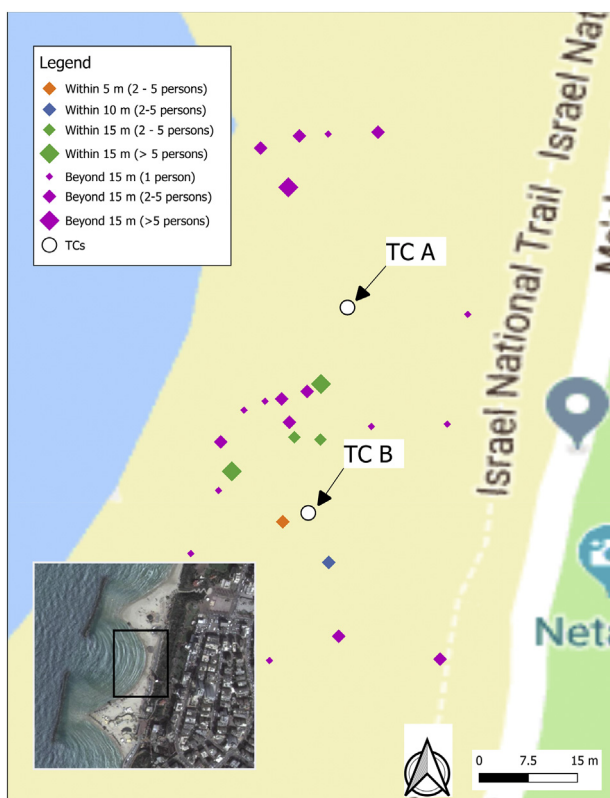 Legend
Within 5 m (2 - 5 persons)
Within 10 m (2-5 persons)
Within 15 m (2 - 5 persons)
Within 15 m (> 5 persons)
Beyond 15 m (1 person)
Beyond 15 m (2-5 persons)
Beyond 15 m (>5 persons)
TCs
TC A
TC B
Israel National Trail - Israel Nat
Neta
0 7.5 15 m